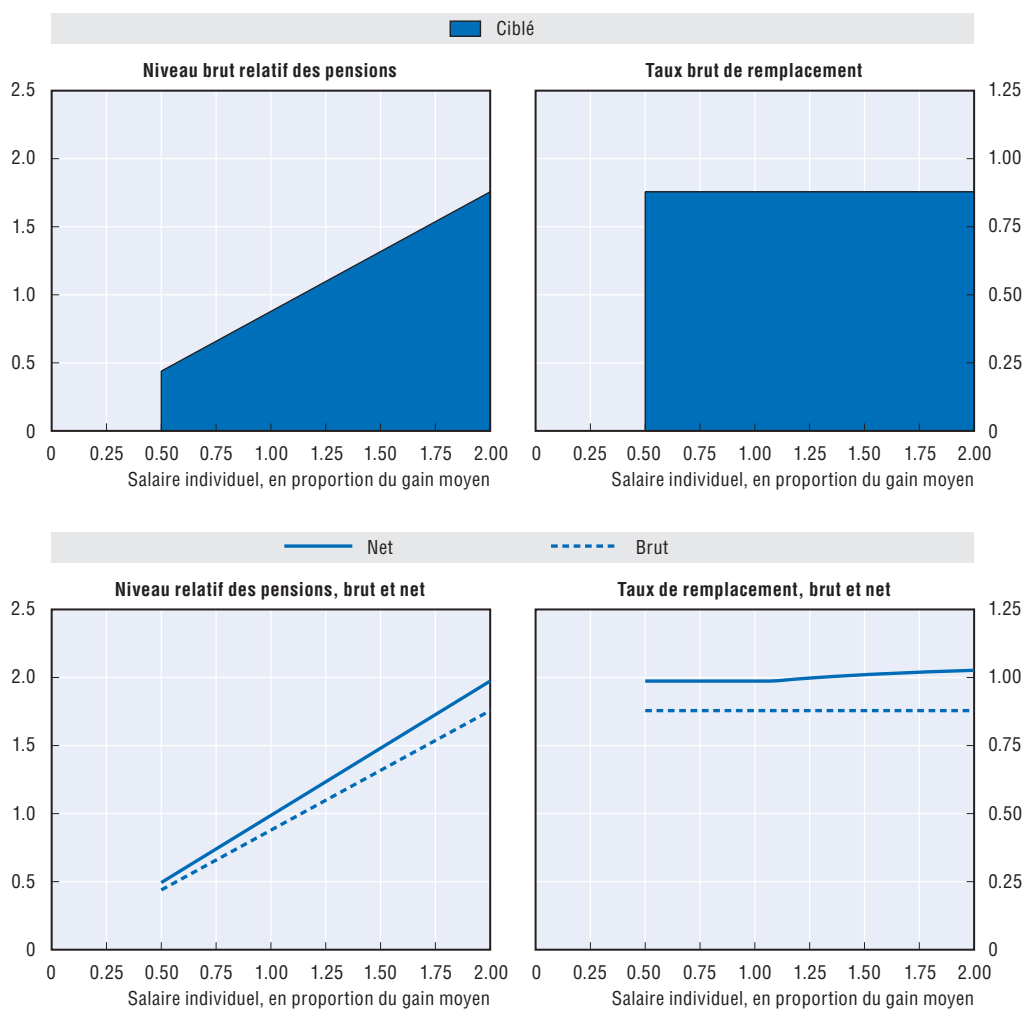 Ciblé
Niveau brut relatif des pensions
Taux brut de remplacement
2.5
2.0
1.5
1.0
0.5
0
1.25
1.00
0.75
0.50
0.25
0
0 0.25 0.50 0.75 1.00 1.25 1.50 1.75 2.00
0 0.25 0.50 0.75 1.00 1.25 1.50 1.75 2.00
Salaire individuel, en proportion du gain moyen
Salaire individuel, en proportion du gain moyen
Net
Brut
Niveau relatif des pensions, brut et net
Taux de remplacement, brut et net
2.5
2.0
1.5
1.0
0.5
0
1.25
1.00
0.75
0.50
0.25
0
0 0.25 0.50 0.75 1.00 1.25 1.50 1.75 2.00
0 0.25 0.50 0.75 1.00 1.25 1.50 1.75 2.00
Salaire individuel, en proportion du gain moyen
Salaire individuel, en proportion du gain moyen